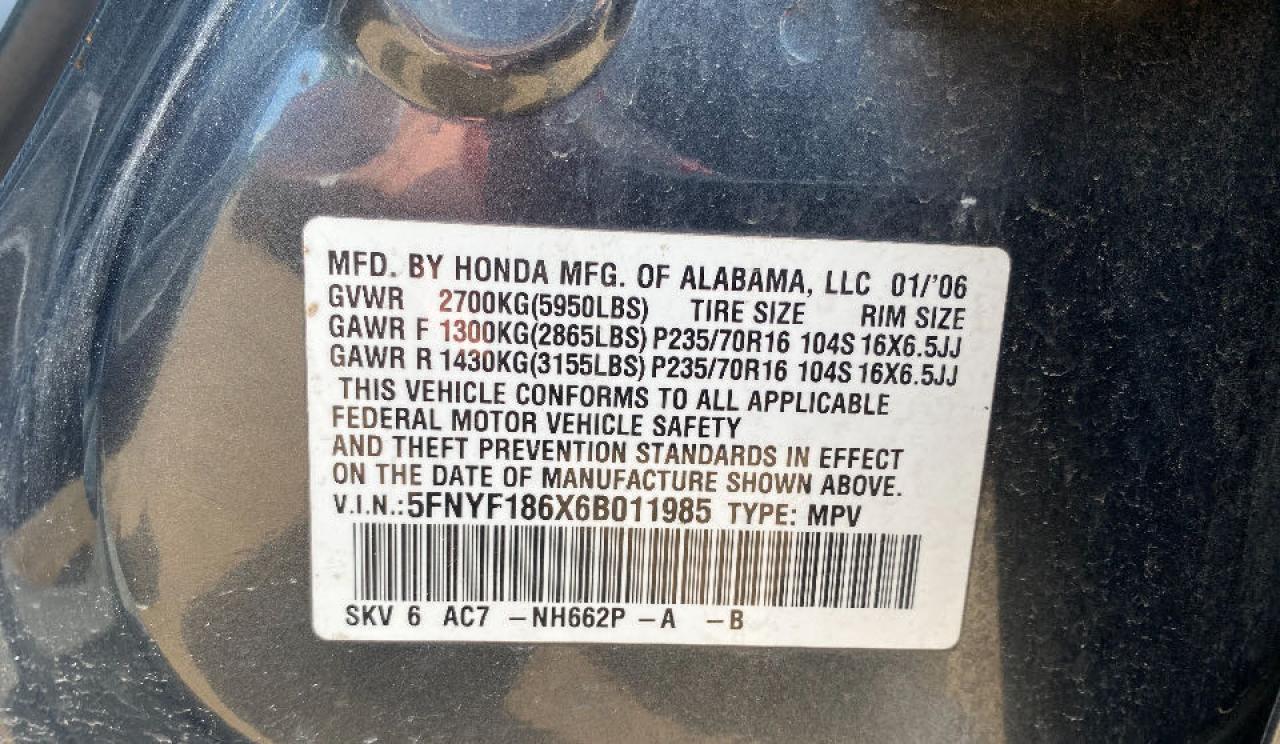 MFD. BY HONDA MFG. OF ALABAMA, LLC 01/'06
GVWR 2700KG(5950LBS) TIRE SIZE RIM SIZE
GAWR F 1300KG(2865LBS) P235/70R16 104S 16X6.5JJ
GAWR R 1430KG(3155LBS) P235/70R16 104S 16X6.5JJ
THIS VEHICLE CONFORMS TO ALL APPLICABLE
FEDERAL MOTOR VEHICLE SAFETY
AND THEFT PREVENTION STANDARDS IN EFFECT
ON THE DATE OF MANUFACTURE SHOWN ABOVE.
V.I.N.:5FNYF186X6B011985 TYPE: MPV
SKV 6 AC7 –NH662P –A –B